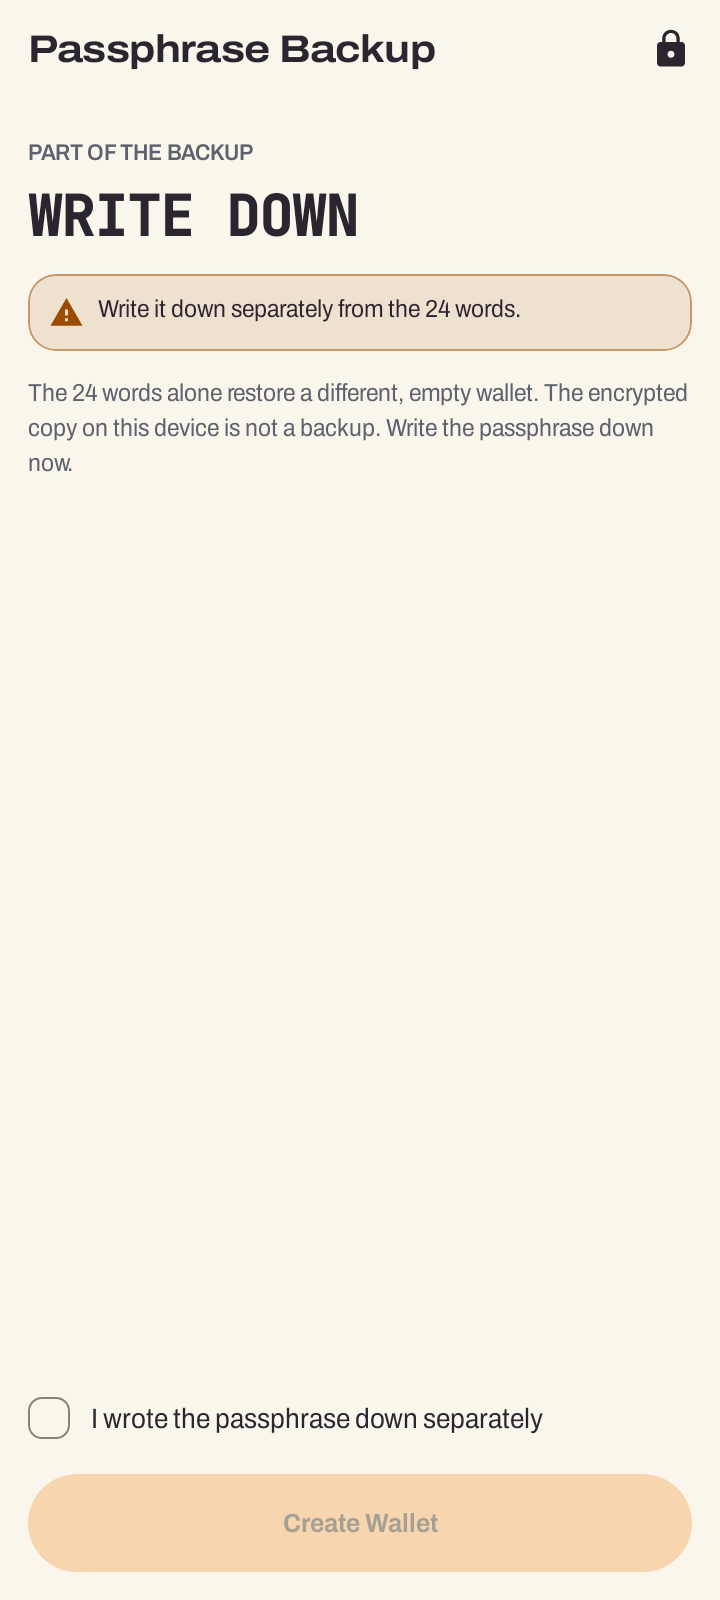 Passphrase Backup
PART OF THE BACKUP
WRITE DOWN
Write it down separately from the 24 words.
The 24 words alone restore a different, empty wallet. The encrypted
copy on this device is not a backup. Write the passphrase down
now.
I wrote the passphrase down separately
Create Wallet